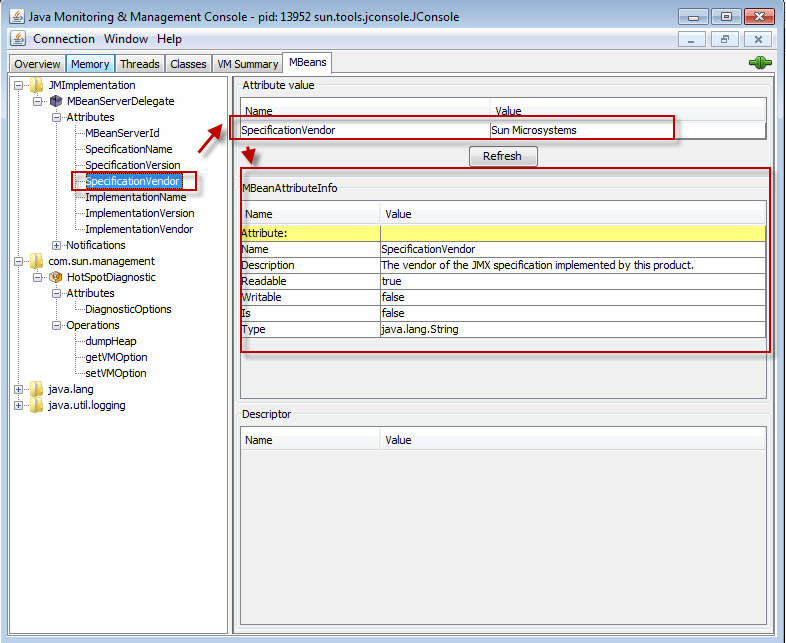 Java Monitoring & Management Console - pid: 13952 sun.tools.jconsole.JConsole
Connection Window Help
Overview Memory Threads Classes VM Summary MBeans
JMImplementation
MBeanServerDelegate
Attributes
MBeanServerId
SpecificationName
SpecificationVersion
SpecificationVendor
ImplementationName
ImplementationVersion
ImplementationVendor
Notifications
com.sun.management
HotSpotDiagnostic
Attributes
DiagnosticOptions
Operations
dumpHeap
getVMOption
setVMOption
java.lang
java.util.logging
Attribute value
Name Value
SpecificationVendor Sun Microsystems
Refresh
MBeanAttributeInfo
Name Value
Attribute:
Name SpecificationVendor
Description The vendor of the JMX specification implemented by this product.
Readable true
Writable false
Is false
Type java.lang.String
Descriptor
Name Value